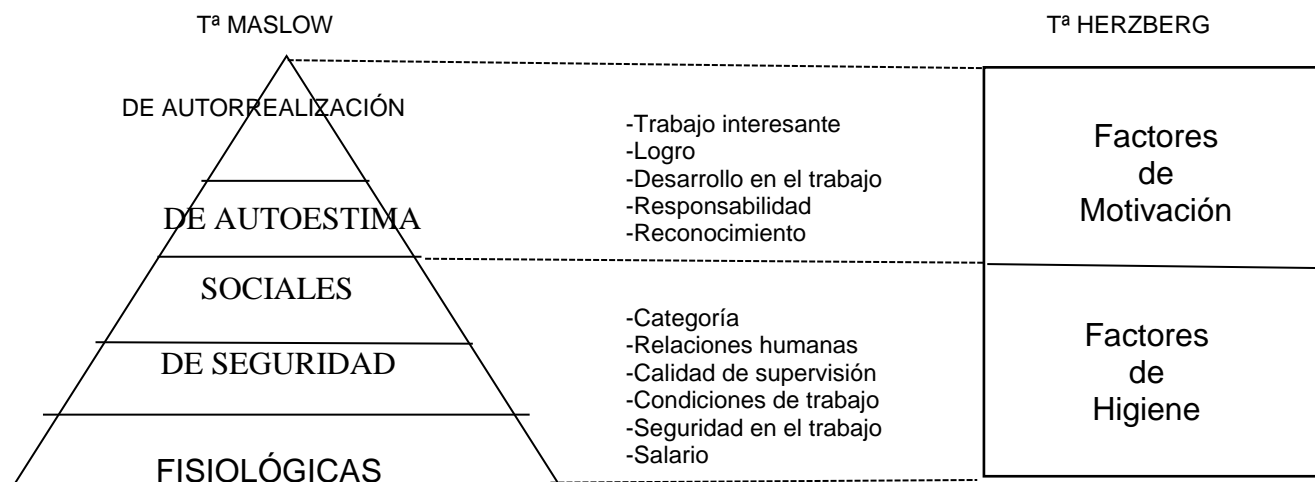 Tª MASLOW
Tª HERZBERG
DE AUTORREALIZACIÓN
DE AUTOESTIMA
SOCIALES
DE SEGURIDAD
FISIOLÓGICAS
-Trabajo interesante
-Logro
-Desarrollo en el trabajo
-Responsabilidad
-Reconocimiento
-Categoría
-Relaciones humanas
-Calidad de supervisión
-Condiciones de trabajo
-Seguridad en el trabajo
-Salario
Factores
de
Motivación
Factores
de
Higiene